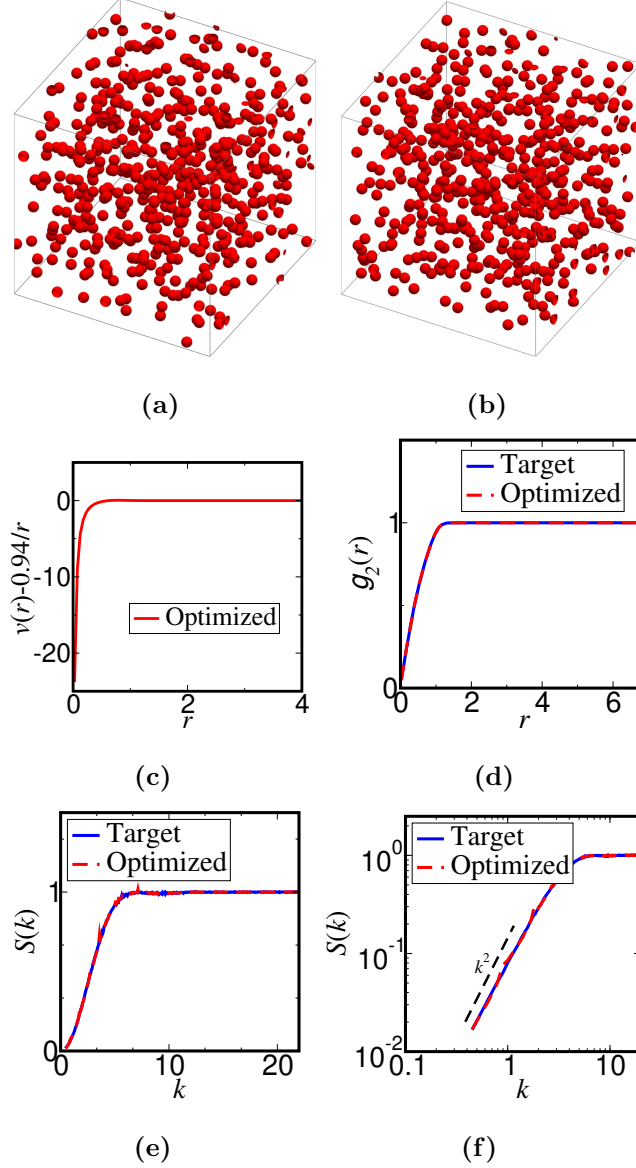 (a) (b)
v(r)-0.94/r
0
-10
-20
Optimized
0 2 4
r
g2(r)
1
0
Target
Optimized
0 2 4 6
r
(c) (d)
S(k)
1
0
Target
Optimized
0 10 20
k
S(k)
10^0
10^-1
10^-2
Target
Optimized
k^2
0.1 1 10
k
(e) (f)